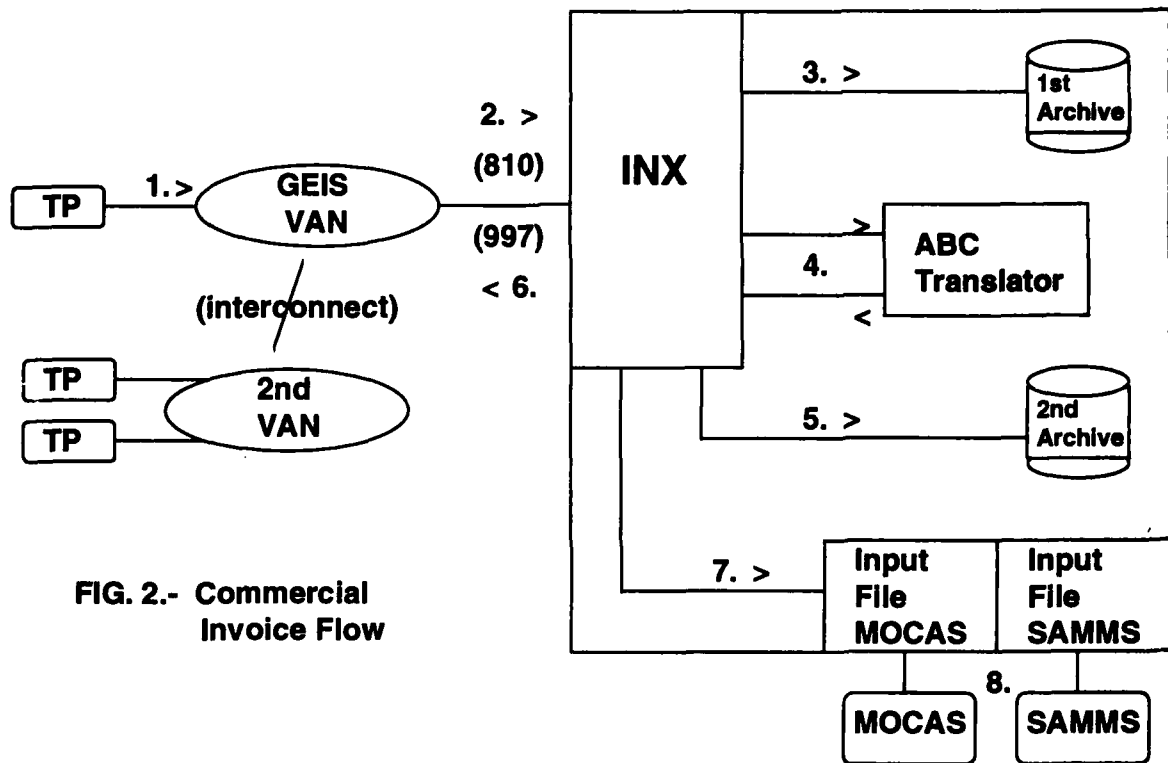 3. >
1st
Archive
2. >
(810)
INX
1. >
TP
GEIS
VAN
(997)
< 6.
>
4.
<
ABC
Translator
(interconnect)
TP
TP
2nd
VAN
5. >
2nd
Archive
7. >
Input
File
MOCAS
Input
File
SAMMS
FIG. 2.- Commercial
Invoice Flow
8.
MOCAS
SAMMS